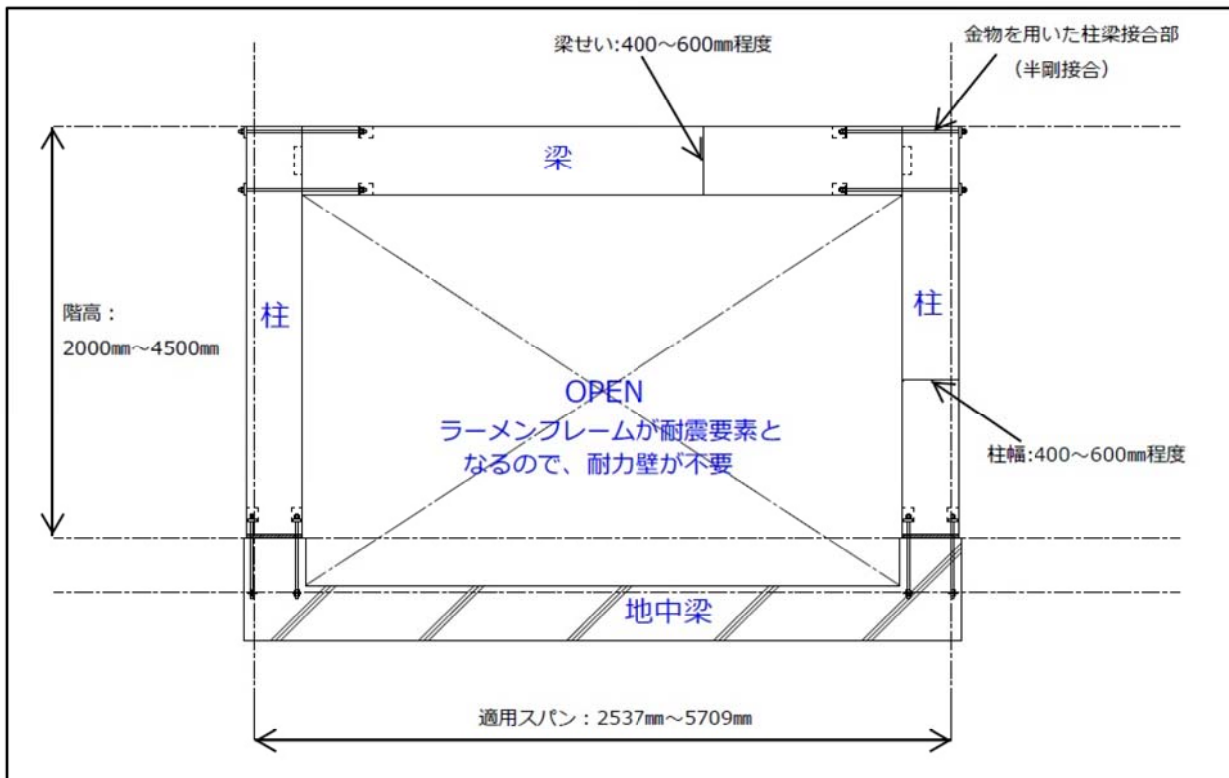 梁せい:400～600㎜程度
金物を用いた柱梁接合部
（半剛接合）
梁
階高：
2000㎜～4500㎜
柱
柱
OPEN
ラーメンフレームが耐震要素と
なるので、耐力壁が不要
柱幅:400～600㎜程度
地中梁
適用スパン：2537㎜～5709㎜